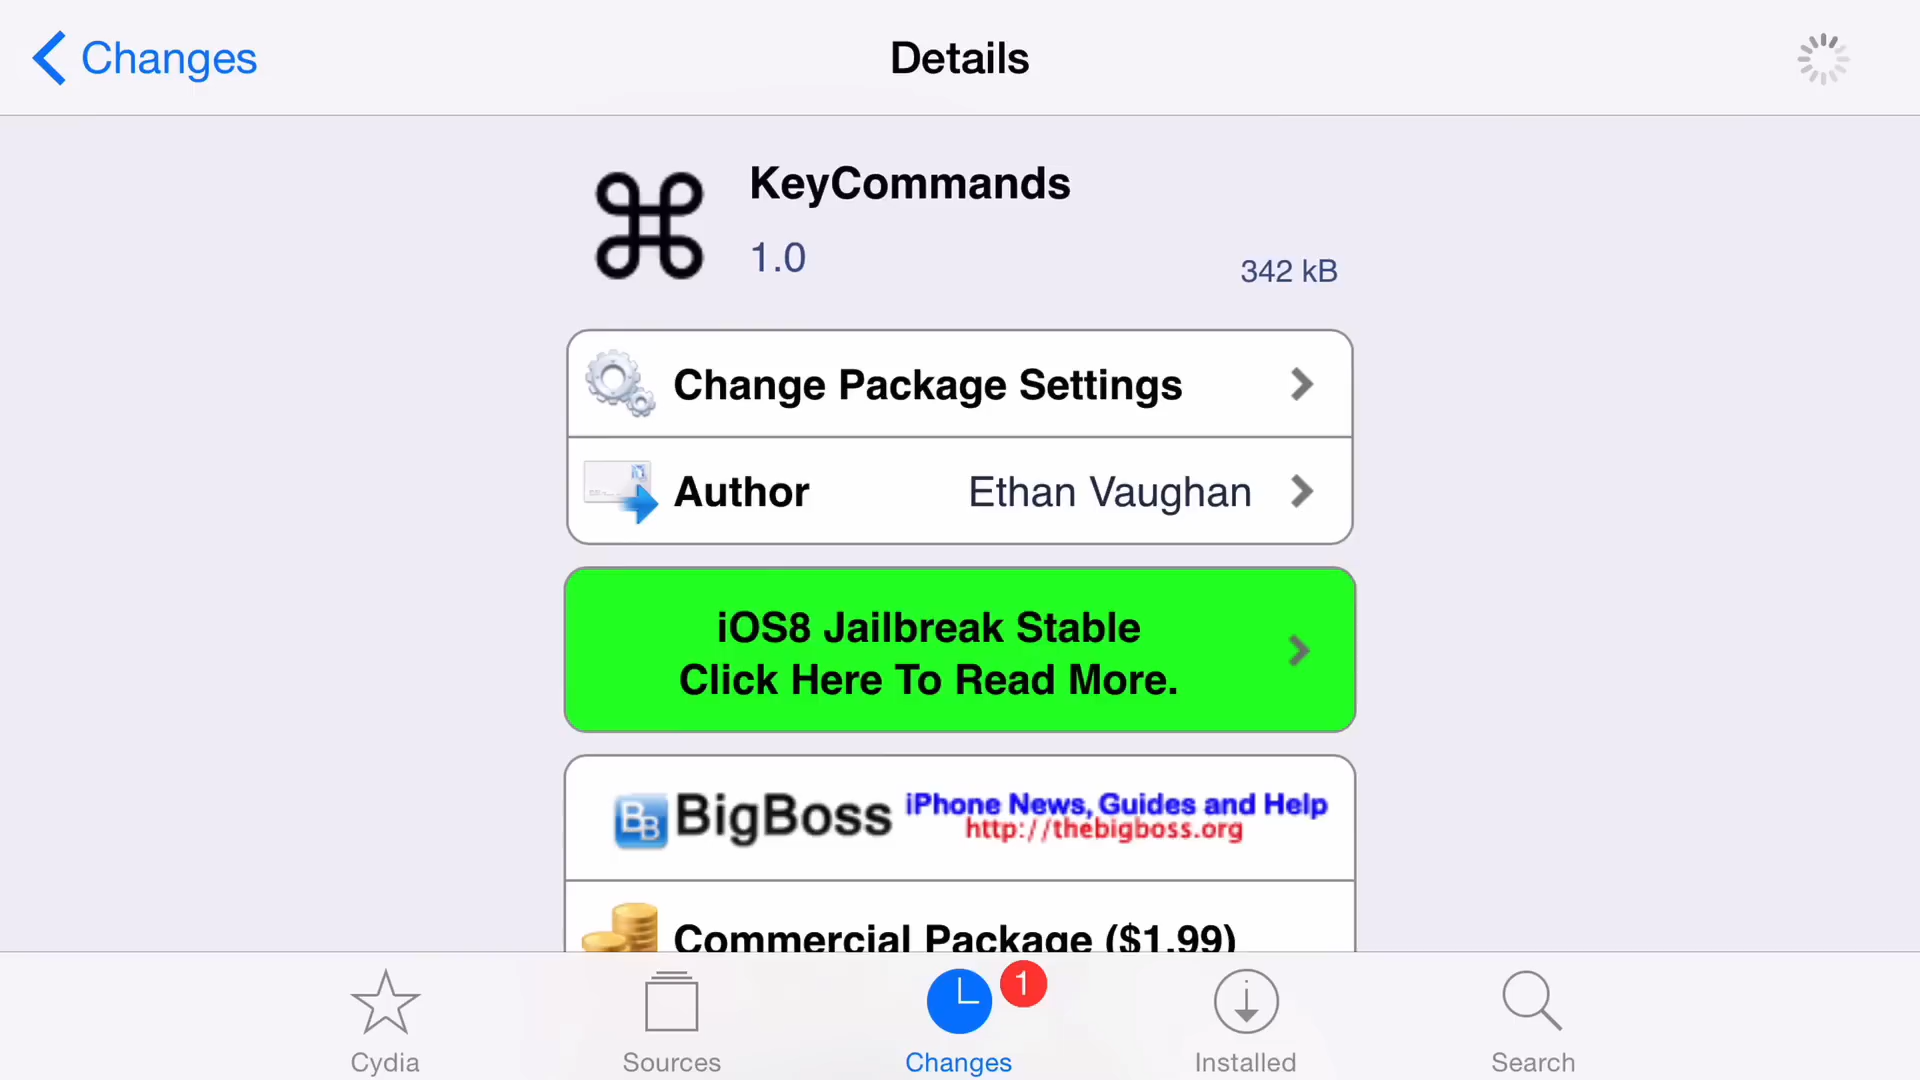 Changes
Details
KeyCommands
1.0
342 kB
Change Package Settings
Author
Ethan Vaughan
iOS8 Jailbreak Stable
Click Here To Read More.
BB BigBoss
iPhone News, Guides and Help
http://thebigboss.org
Commercial Package ($1.99)
1
Cydia
Sources
Changes
Installed
Search